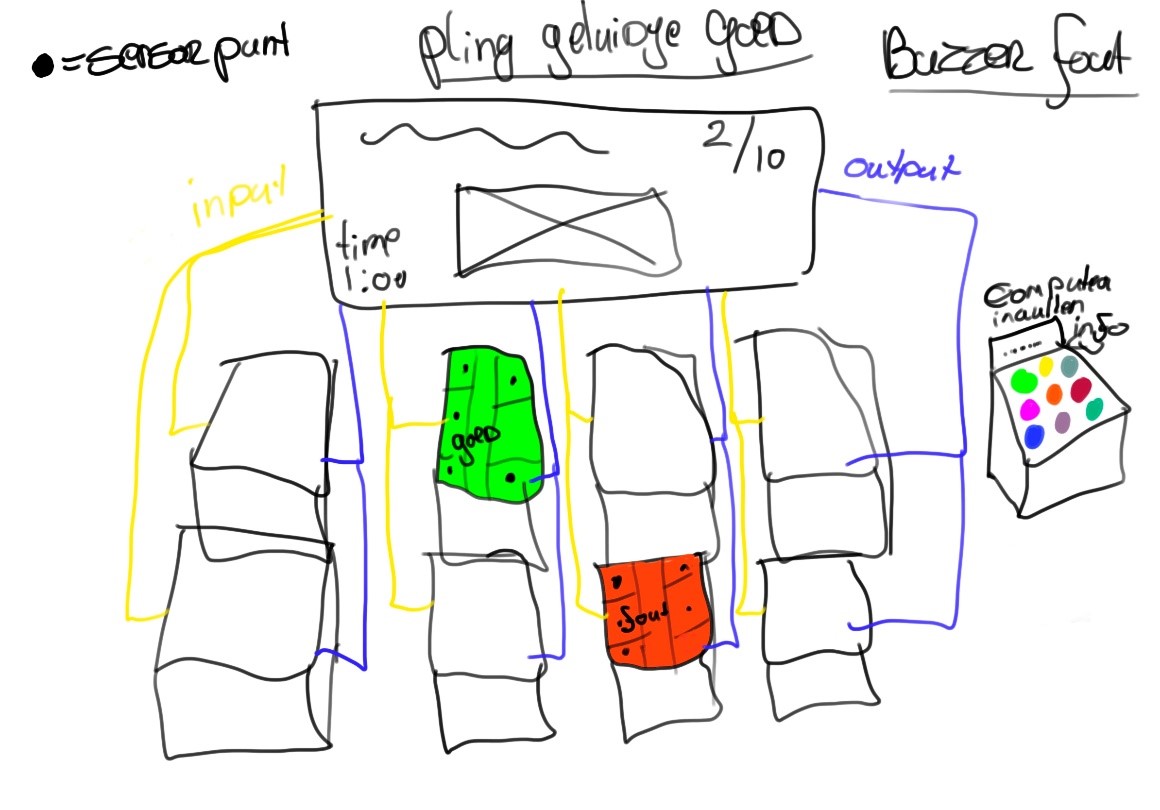 ● = sensor punt
pling geluidje goed
Buzzer fout
2/10
input
output
time
1:00
Computer
invullen
info
goed
fout